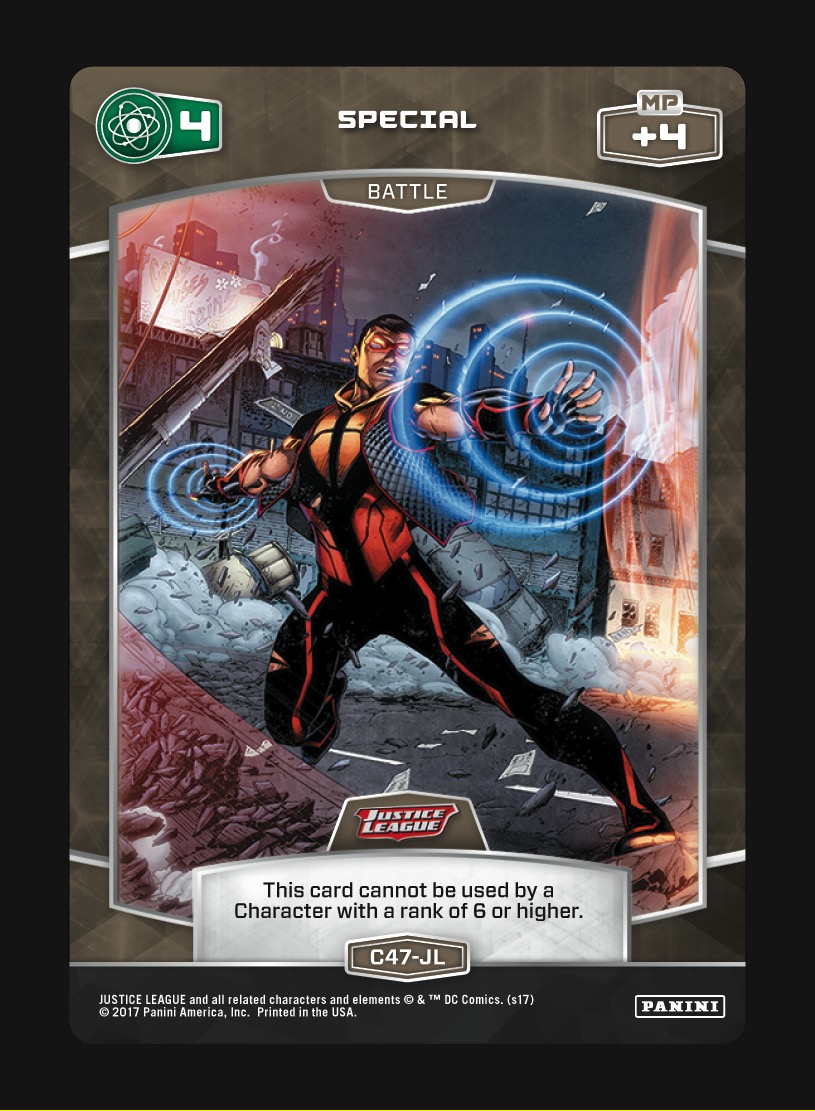 4
SPECIAL
MP
+4
BATTLE
JUSTICE
LEAGUE
This card cannot be used by a
Character with a rank of 6 or higher.
C47-JL
JUSTICE LEAGUE and all related characters and elements © & ™ DC Comics. (s17)
© 2017 Panini America, Inc. Printed in the USA.
PANINI